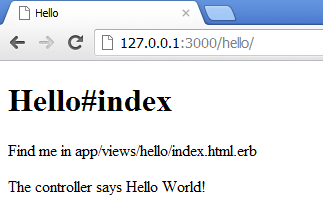 Hello
127.0.0.1:3000/hello/
Hello#index
Find me in app/views/hello/index.html.erb
The controller says Hello World!